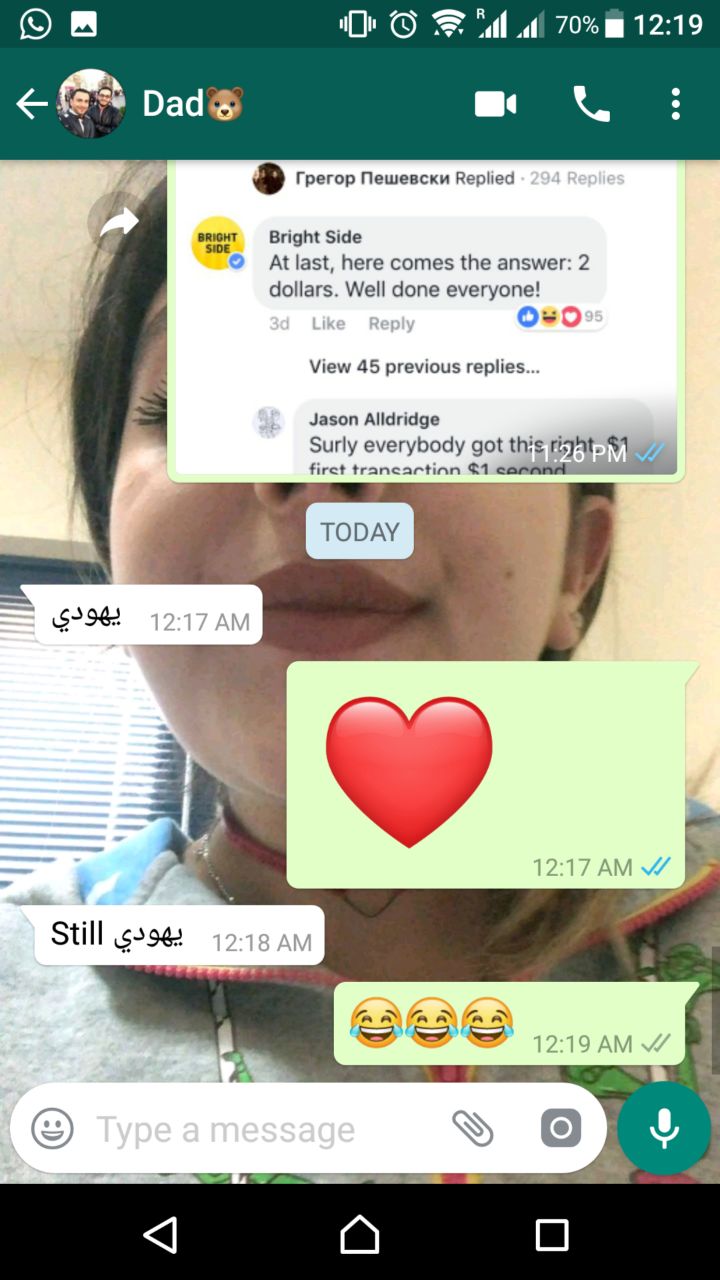 R 70% 12:19
Dad🐻
Грегор Пешевски Replied · 294 Replies
BRIGHT
SIDE
Bright Side
At last, here comes the answer: 2
dollars. Well done everyone!
3d Like Reply 95
View 45 previous replies...
Jason Alldridge
Surly everybody got this right. $1
first transaction $1 second
11:26 PM
TODAY
يهودي 12:17 AM
❤️
12:17 AM
Still يهودي 12:18 AM
😂😂😂 12:19 AM
Type a message